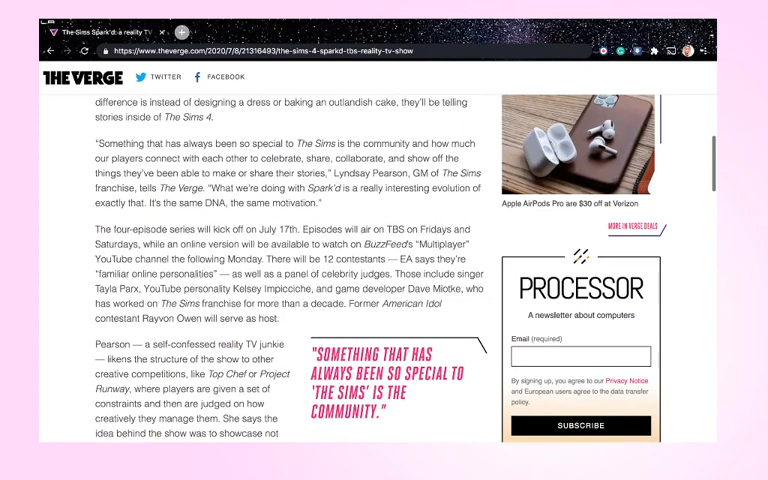 The Sims Spark'd: a reality TV
https://www.theverge.com/2020/7/8/21316493/the-sims-4-sparkd-tbs-reality-tv-show
THE VERGE TWITTER FACEBOOK
difference is instead of designing a dress or baking an outlandish cake, they'll be telling
stories inside of The Sims 4.
"Something that has always been so special to The Sims is the community and how much
our players connect with each other to celebrate, share, collaborate, and show off the
things they've been able to make or share their stories," Lyndsay Pearson, GM of The Sims
franchise, tells The Verge. "What we're doing with Spark'd is a really interesting evolution of
exactly that. It's the same DNA, the same motivation."
The four-episode series will kick off on July 17th. Episodes will air on TBS on Fridays and
Saturdays, while an online version will be available to watch on BuzzFeed's "Multiplayer"
YouTube channel the following Monday. There will be 12 contestants — EA says they're
"familiar online personalities" — as well as a panel of celebrity judges. Those include singer
Tayla Parx, YouTube personality Kelsey Impicciche, and game developer Dave Miotke, who
has worked on The Sims franchise for more than a decade. Former American Idol
contestant Rayvon Owen will serve as host.
Pearson — a self-confessed reality TV junkie
— likens the structure of the show to other
creative competitions, like Top Chef or Project
Runway, where players are given a set of
constraints and then are judged on how
creatively they manage them. She says the
idea behind the show was to showcase not
"SOMETHING THAT HAS
ALWAYS BEEN SO SPECIAL TO
'THE SIMS' IS THE
COMMUNITY."
Apple AirPods Pro are $30 off at Verizon
MORE IN VERGE DEALS
PROCESSOR
A newsletter about computers
Email (required)
By signing up, you agree to our Privacy Notice
and European users agree to the data transfer
policy.
SUBSCRIBE